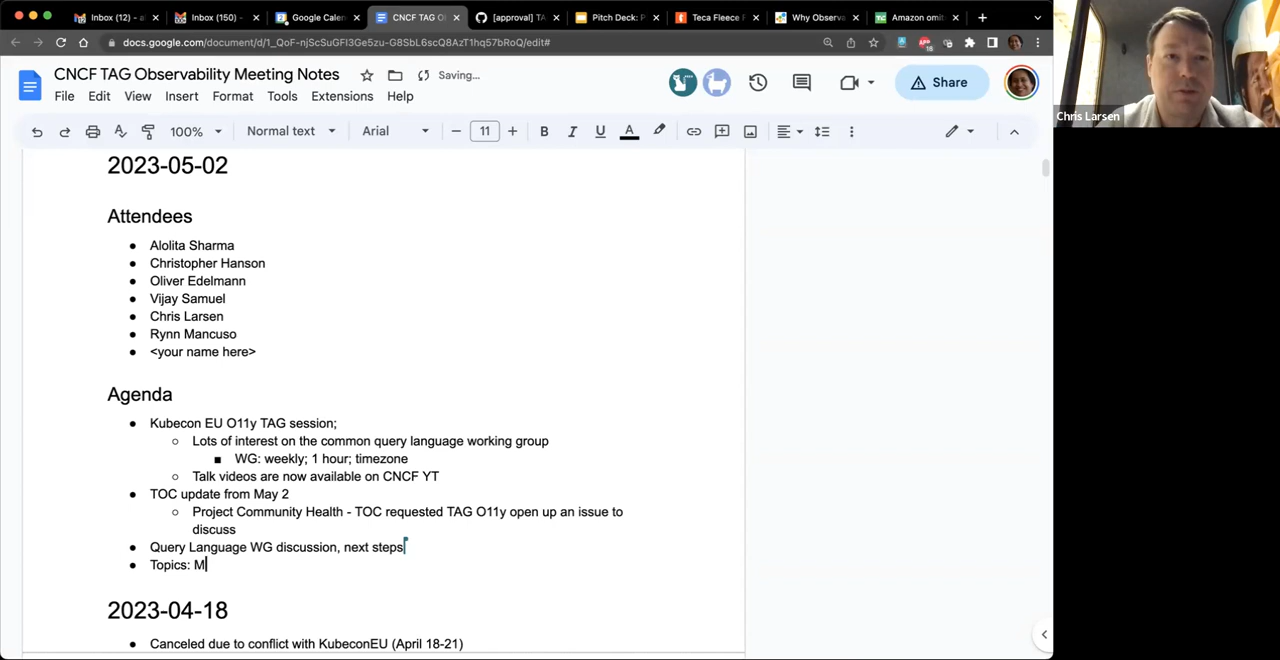 Inbox (12) - a
Inbox (150) -
Google Calen
CNCF TAG O
[approval] TA
Pitch Deck: P
Teca Fleece F
Why Observa
Amazon omit
docs.google.com/document/d/1_QoF-njScSuGFI3Ge5zu-G8SbL6scQ8AzT1hq57bRoQ/edit#
CNCF TAG Observability Meeting Notes
Saving...
Share
File Edit View Insert Format Tools Extensions Help
100% Normal text Arial 11 B I U A
Chris Larsen
2023-05-02
Attendees
Alolita Sharma
Christopher Hanson
Oliver Edelmann
Vijay Samuel
Chris Larsen
Rynn Mancuso
<your name here>
Agenda
Kubecon EU O11y TAG session;
Lots of interest on the common query language working group
WG: weekly; 1 hour; timezone
Talk videos are now available on CNCF YT
TOC update from May 2
Project Community Health - TOC requested TAG O11y open up an issue to
discuss
Query Language WG discussion, next steps
Topics: M
2023-04-18
Canceled due to conflict with KubeconEU (April 18-21)